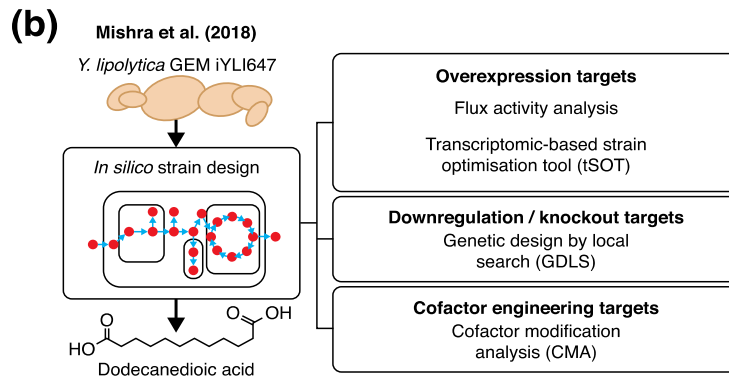 (b)
Mishra et al. (2018)
Y. lipolytica GEM iYLI647
In silico strain design
O
OH
HO
O
Dodecanedioic acid
Overexpression targets
Flux activity analysis
Transcriptomic-based strain
optimisation tool (tSOT)
Downregulation / knockout targets
Genetic design by local
search (GDLS)
Cofactor engineering targets
Cofactor modification
analysis (CMA)